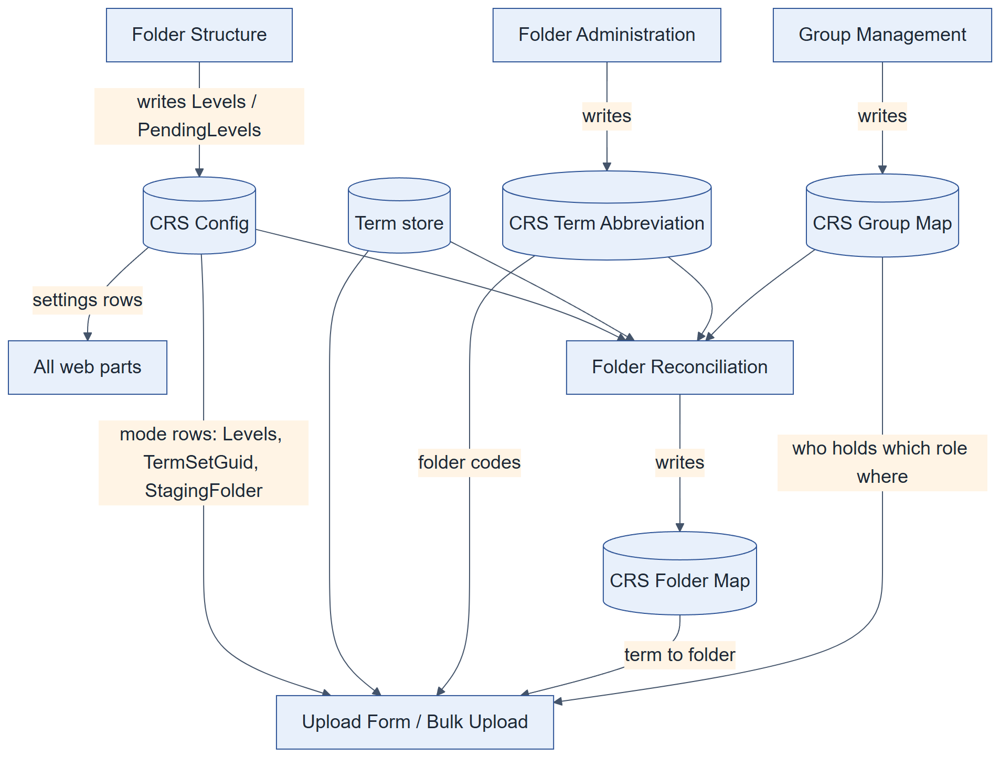 Folder Structure
Folder Administration
Group Management
writes Levels /
PendingLevels
writes
writes
CRS Config
Term store
CRS Term Abbreviation
CRS Group Map
settings rows
All web parts
Folder Reconciliation
mode rows: Levels,
TermSetGuid,
StagingFolder
folder codes
writes
who holds which role
where
CRS Folder Map
term to folder
Upload Form / Bulk Upload